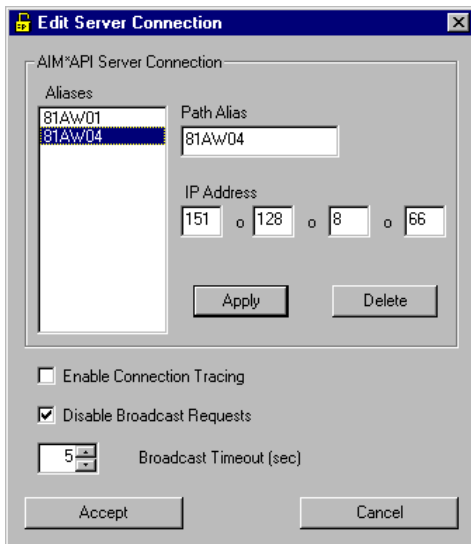 Edit Server Connection
AIM*API Server Connection
Aliases
81AW01
81AW04
Path Alias
81AW04
IP Address
151 o 128 o 8 o 66
Apply Delete
Enable Connection Tracing
Disable Broadcast Requests
5 Broadcast Timeout (sec)
Accept Cancel